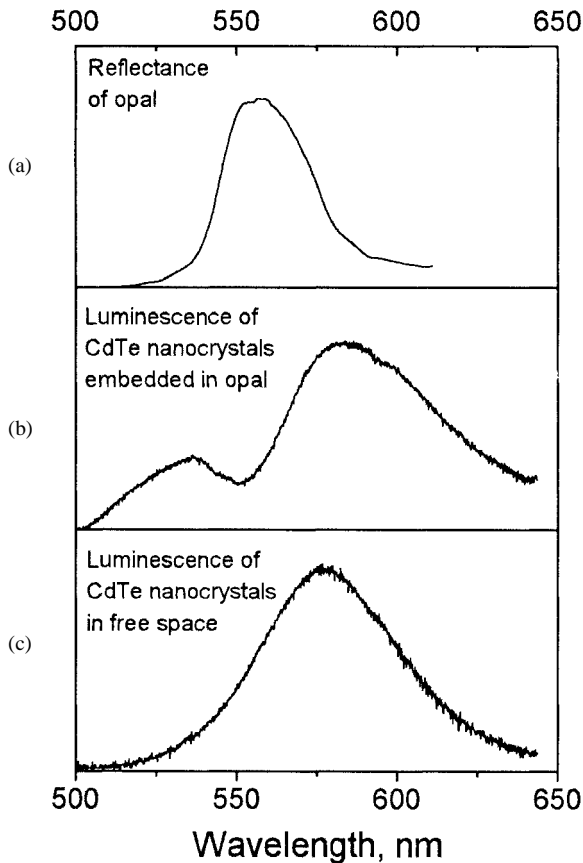 500 550 600 650
Reflectance
of opal
(a)
Luminescence of
CdTe nanocrystals
embedded in opal
(b)
Luminescence of
CdTe nanocrystals
in free space
(c)
500 550 600 650
Wavelength, nm